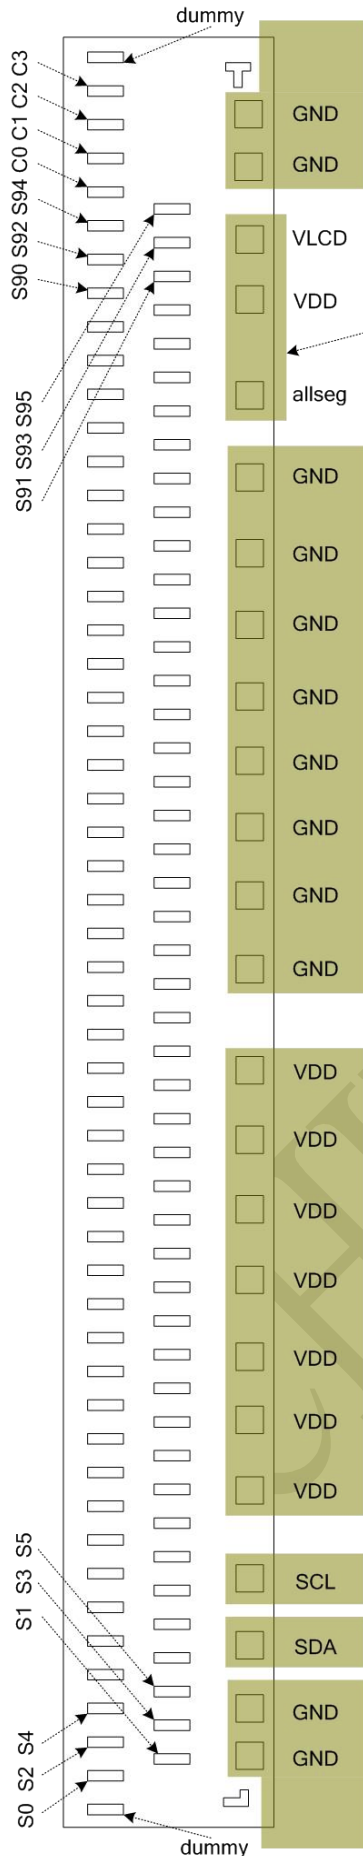 dummy
C3
C2
C1
C0
S94
S92
S90
S95
S93
S91
GND
GND
VLCD
VDD
allseg
GND
GND
GND
GND
GND
GND
GND
GND
VDD
VDD
VDD
VDD
VDD
VDD
VDD
SCL
SDA
GND
GND
S5
S3
S1
S4
S2
S0
dummy